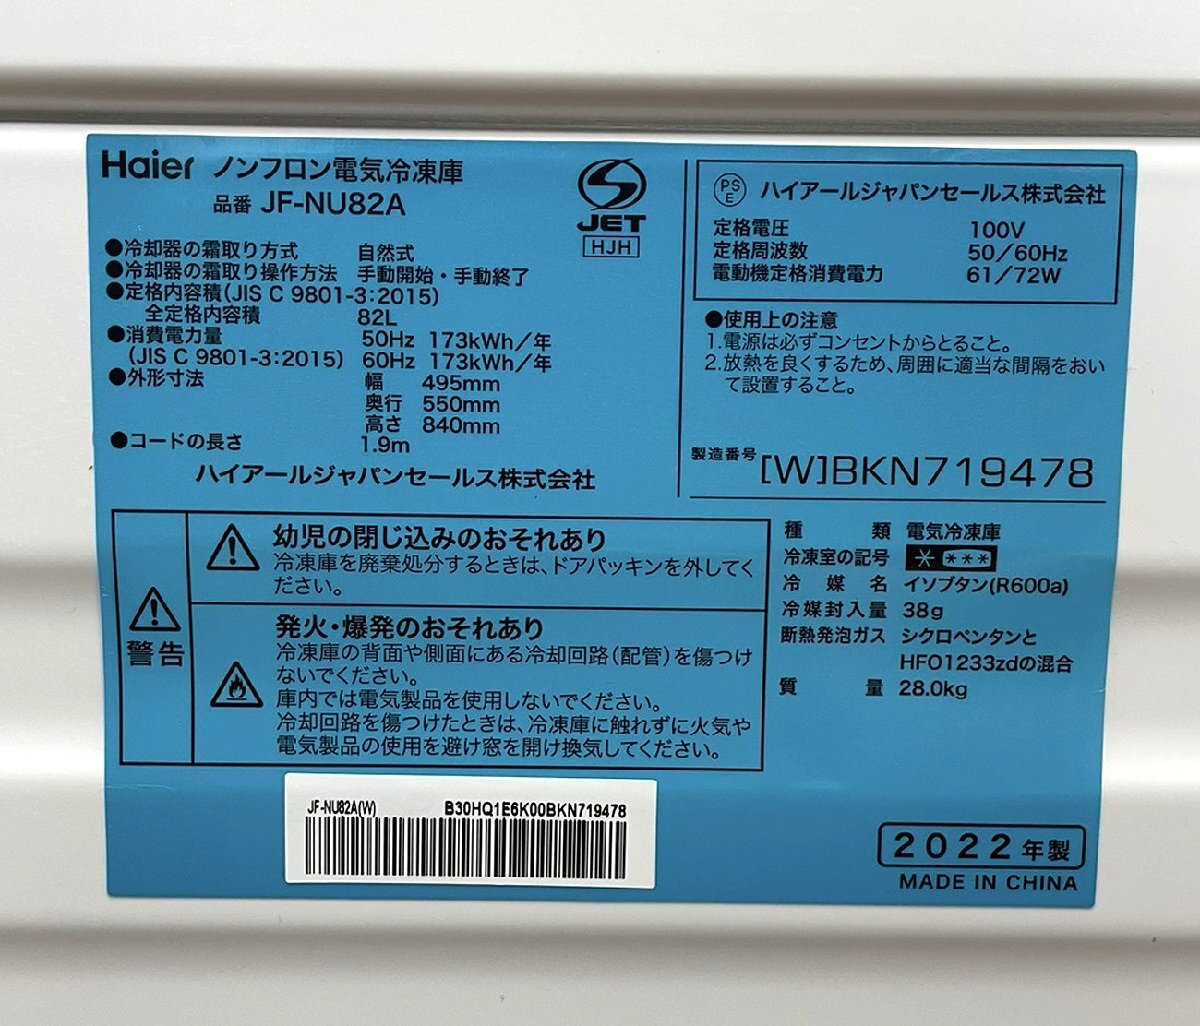 Haier ノンフロン電気冷凍庫
品番 JF-NU82A
JET
HJH
●冷却器の霜取り方式 自然式
●冷却器の霜取り操作方法 手動開始・手動終了
●定格内容積(JIS C 9801-3:2015)
全定格内容積 82L
●消費電力量 50Hz 173kWh/年
(JIS C 9801-3:2015) 60Hz 173kWh/年
●外形寸法 幅 495mm
奥行 550mm
高さ 840mm
●コードの長さ 1.9m
ハイアールジャパンセールス株式会社
PS E ハイアールジャパンセールス株式会社
定格電圧 100V
定格周波数 50/60Hz
電動機定格消費電力 61/72W
●使用上の注意
1.電源は必ずコンセントからとること。
2.放熱を良くするため、周囲に適当な間隔をおい
て設置すること。
製造番号 [W]BKN719478
警告
幼児の閉じ込みのおそれあり
冷凍庫を廃棄処分するときは、ドアパッキンを外してく
ださい。
発火・爆発のおそれあり
冷凍庫の背面や側面にある冷却回路(配管)を傷つけ
ないでください。
庫内では電気製品を使用しないでください。
冷却回路を傷つけたときは、冷凍庫に触れずに火気や
電気製品の使用を避け窓を開け換気してください。
種類 電気冷凍庫
冷凍室の記号 * ***
冷媒名 イソブタン(R600a)
冷媒封入量 38g
断熱発泡ガス シクロペンタンと
HFO1233zdの混合
質量 28.0kg
JF-NU82A(W) B30HQ1E6K00BKN719478
2022年製
MADE IN CHINA